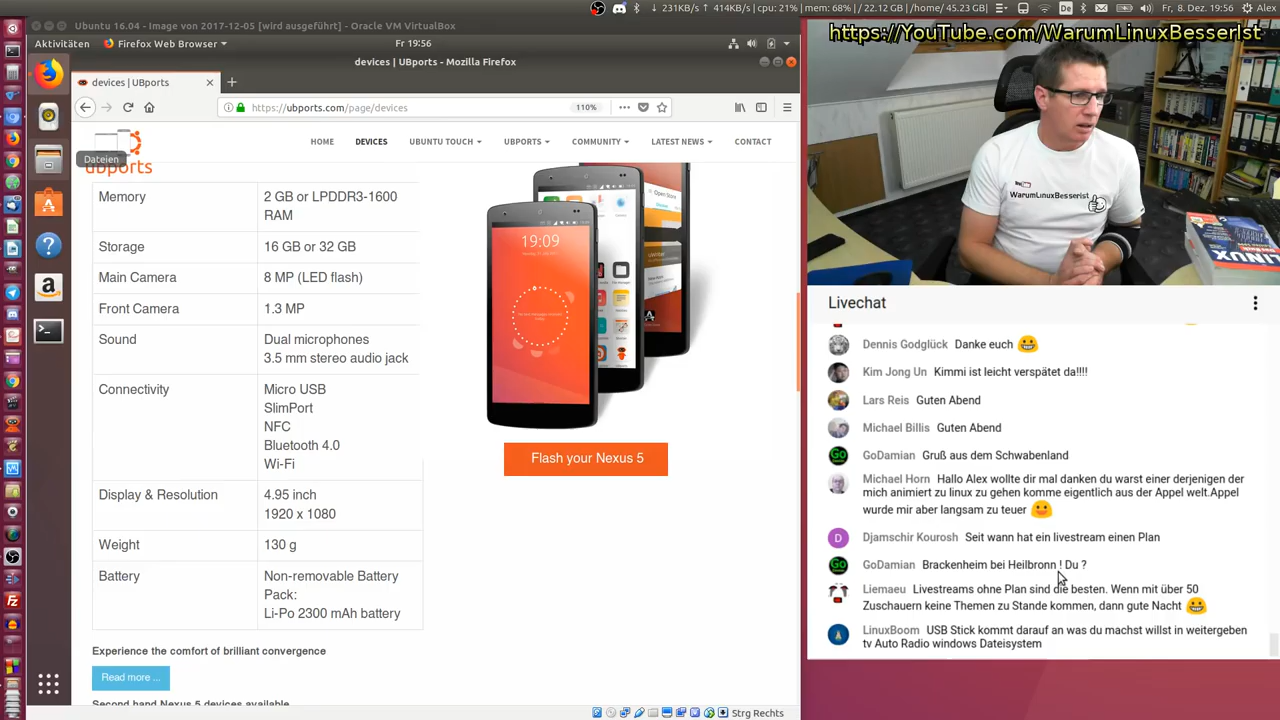 Ubuntu 16.04 - Image von 2017-12-05 [wird ausgeführt] - Oracle VM VirtualBox
231KB/s 414KB/s cpu: 21% mem: 68% / 22.12 GB /home/45.23 GB De Fr, 8. Dez. 19:56 Alex
Aktivitäten Firefox Web Browser Fr 19:56
devices | UBports - Mozilla Firefox
devices | UBports
https://ubports.com/page/devices 110%
ubports
Dateien
HOME DEVICES UBUNTU TOUCH UBPORTS COMMUNITY LATEST NEWS CONTACT
Memory 2 GB or LPDDR3-1600
RAM
Storage 16 GB or 32 GB
Main Camera 8 MP (LED flash)
Front Camera 1.3 MP
Sound Dual microphones
3.5 mm stereo audio jack
Connectivity Micro USB
SlimPort
NFC
Bluetooth 4.0
Wi-Fi
Display & Resolution 4.95 inch
1920 x 1080
Weight 130 g
Battery Non-removable Battery
Pack:
Li-Po 2300 mAh battery
19:09
Flash your Nexus 5
Experience the comfort of brilliant convergence
Read more ...
Second hand Nexus 5 devices available
Strg Rechts
https://YouTube.com/WarumLinuxBesserIst
WarumLinuxBesserIst
LINUX
Livechat
Dennis Godglück Danke euch
Kim Jong Un Kimmi ist leicht verspätet da!!!!
Lars Reis Guten Abend
Michael Billis Guten Abend
GoDamian Gruß aus dem Schwabenland
Michael Horn Hallo Alex wollte dir mal danken du warst einer derjenigen der
mich animiert zu linux zu gehen komme eigentlich aus der Appel welt.Appel
wurde mir aber langsam zu teuer
D Djamschir Kourosh Seit wann hat ein livestream einen Plan
GoDamian Brackenheim bei Heilbronn ! Du ?
Liemaeu Livestreams ohne Plan sind die besten. Wenn mit über 50
Zuschauern keine Themen zu Stande kommen, dann gute Nacht
LinuxBoom USB Stick kommt darauf an was du machst willst in weitergeben
tv Auto Radio windows Dateisystem